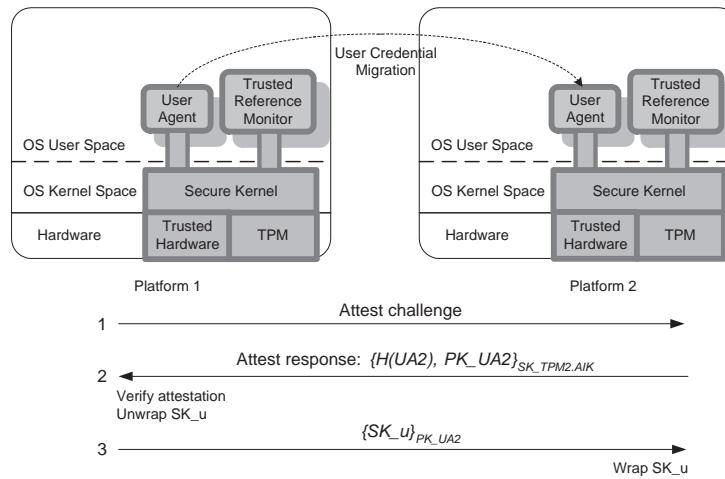 User Credential
Migration
User
Agent
Trusted
Reference
Monitor
OS User Space
OS Kernel Space
Secure Kernel
Hardware
Trusted
Hardware
TPM
Platform 1
User
Agent
Trusted
Reference
Monitor
OS User Space
OS Kernel Space
Secure Kernel
Hardware
Trusted
Hardware
TPM
Platform 2
1
Attest challenge
2
Attest response: {H(UA2), PK_UA2}SK_TPM2.AIK
Verify attestation
Unwrap SK_u
3
{SK_u}PK_UA2
Wrap SK_u